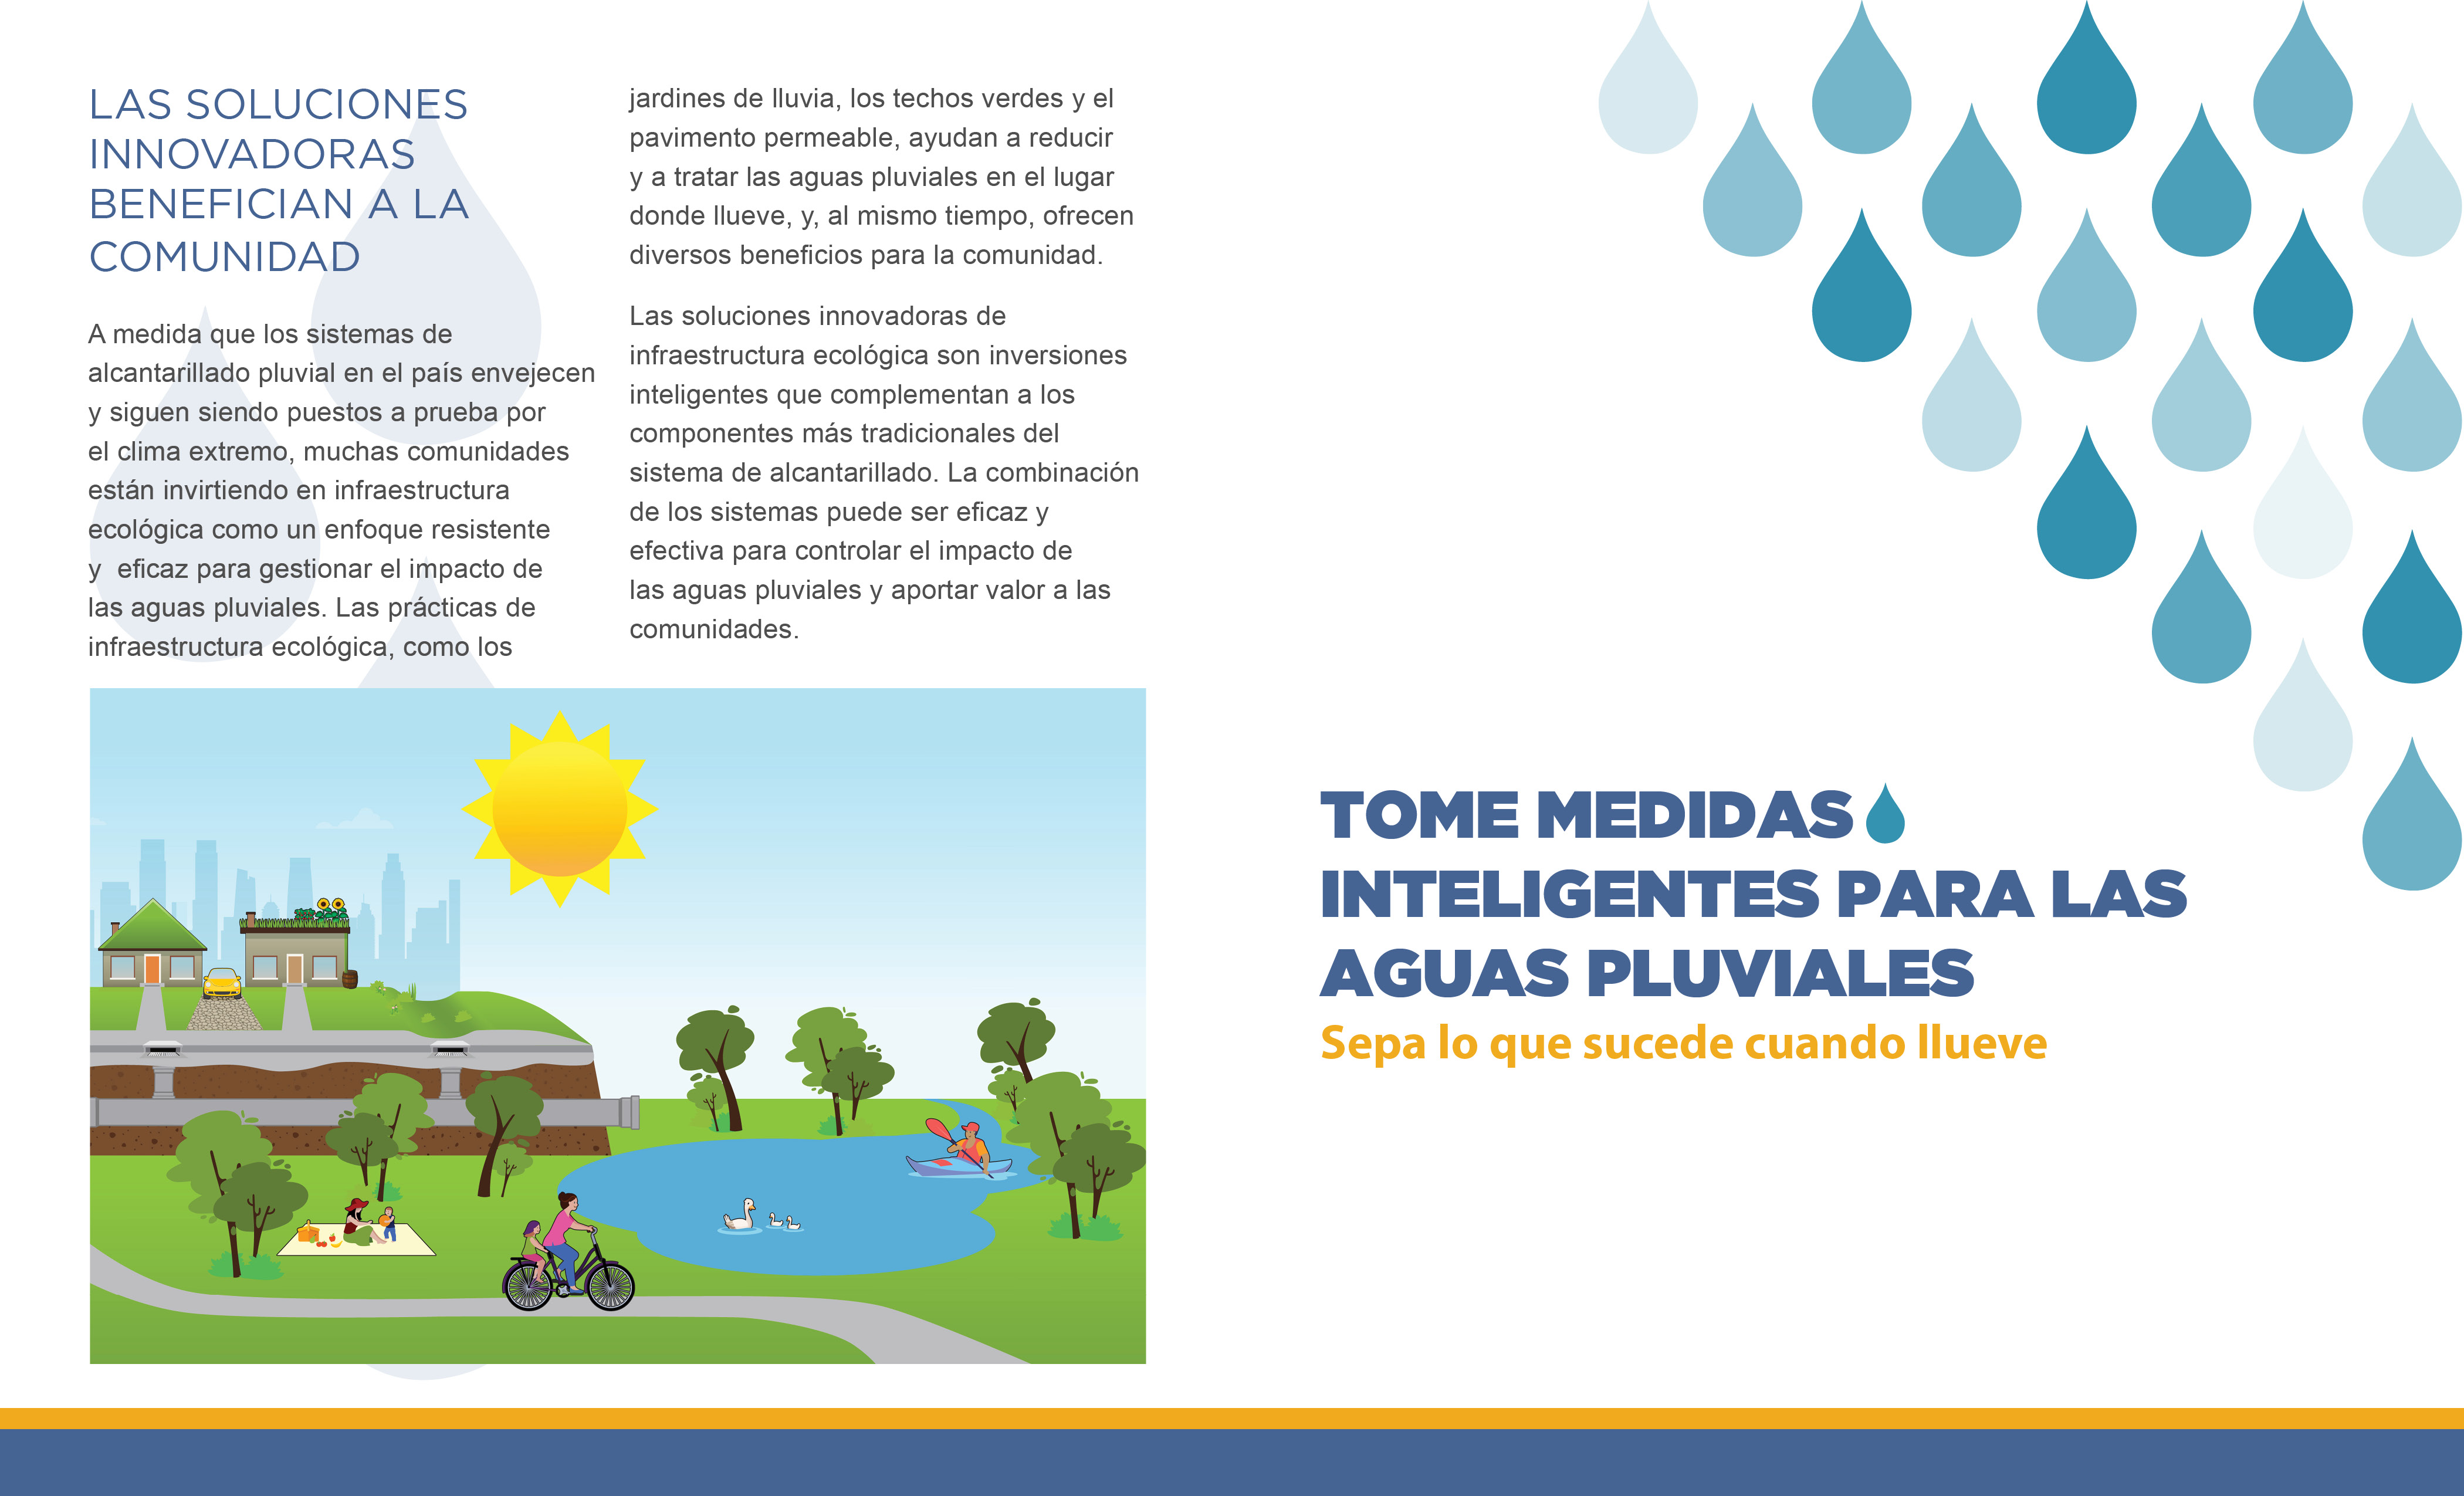 LAS SOLUCIONES
INNOVADORAS
BENEFICIAN A LA
COMUNIDAD
A medida que los sistemas de
alcantarillado pluvial en el país envejecen
y siguen siendo puestos a prueba por
el clima extremo, muchas comunidades
están invirtiendo en infraestructura
ecológica como un enfoque resistente
y  eficaz para gestionar el impacto de
las aguas pluviales. Las prácticas de
infraestructura ecológica, como los
jardines de lluvia, los techos verdes y el
pavimento permeable, ayudan a reducir
y a tratar las aguas pluviales en el lugar
donde llueve, y, al mismo tiempo, ofrecen
diversos beneficios para la comunidad.
Las soluciones innovadoras de
infraestructura ecológica son inversiones
inteligentes que complementan a los
componentes más tradicionales del
sistema de alcantarillado. La combinación
de los sistemas puede ser eficaz y
efectiva para controlar el impacto de
las aguas pluviales y aportar valor a las
comunidades.
TOME MEDIDAS
INTELIGENTES PARA LAS
AGUAS PLUVIALES
Sepa lo que sucede cuando llueve